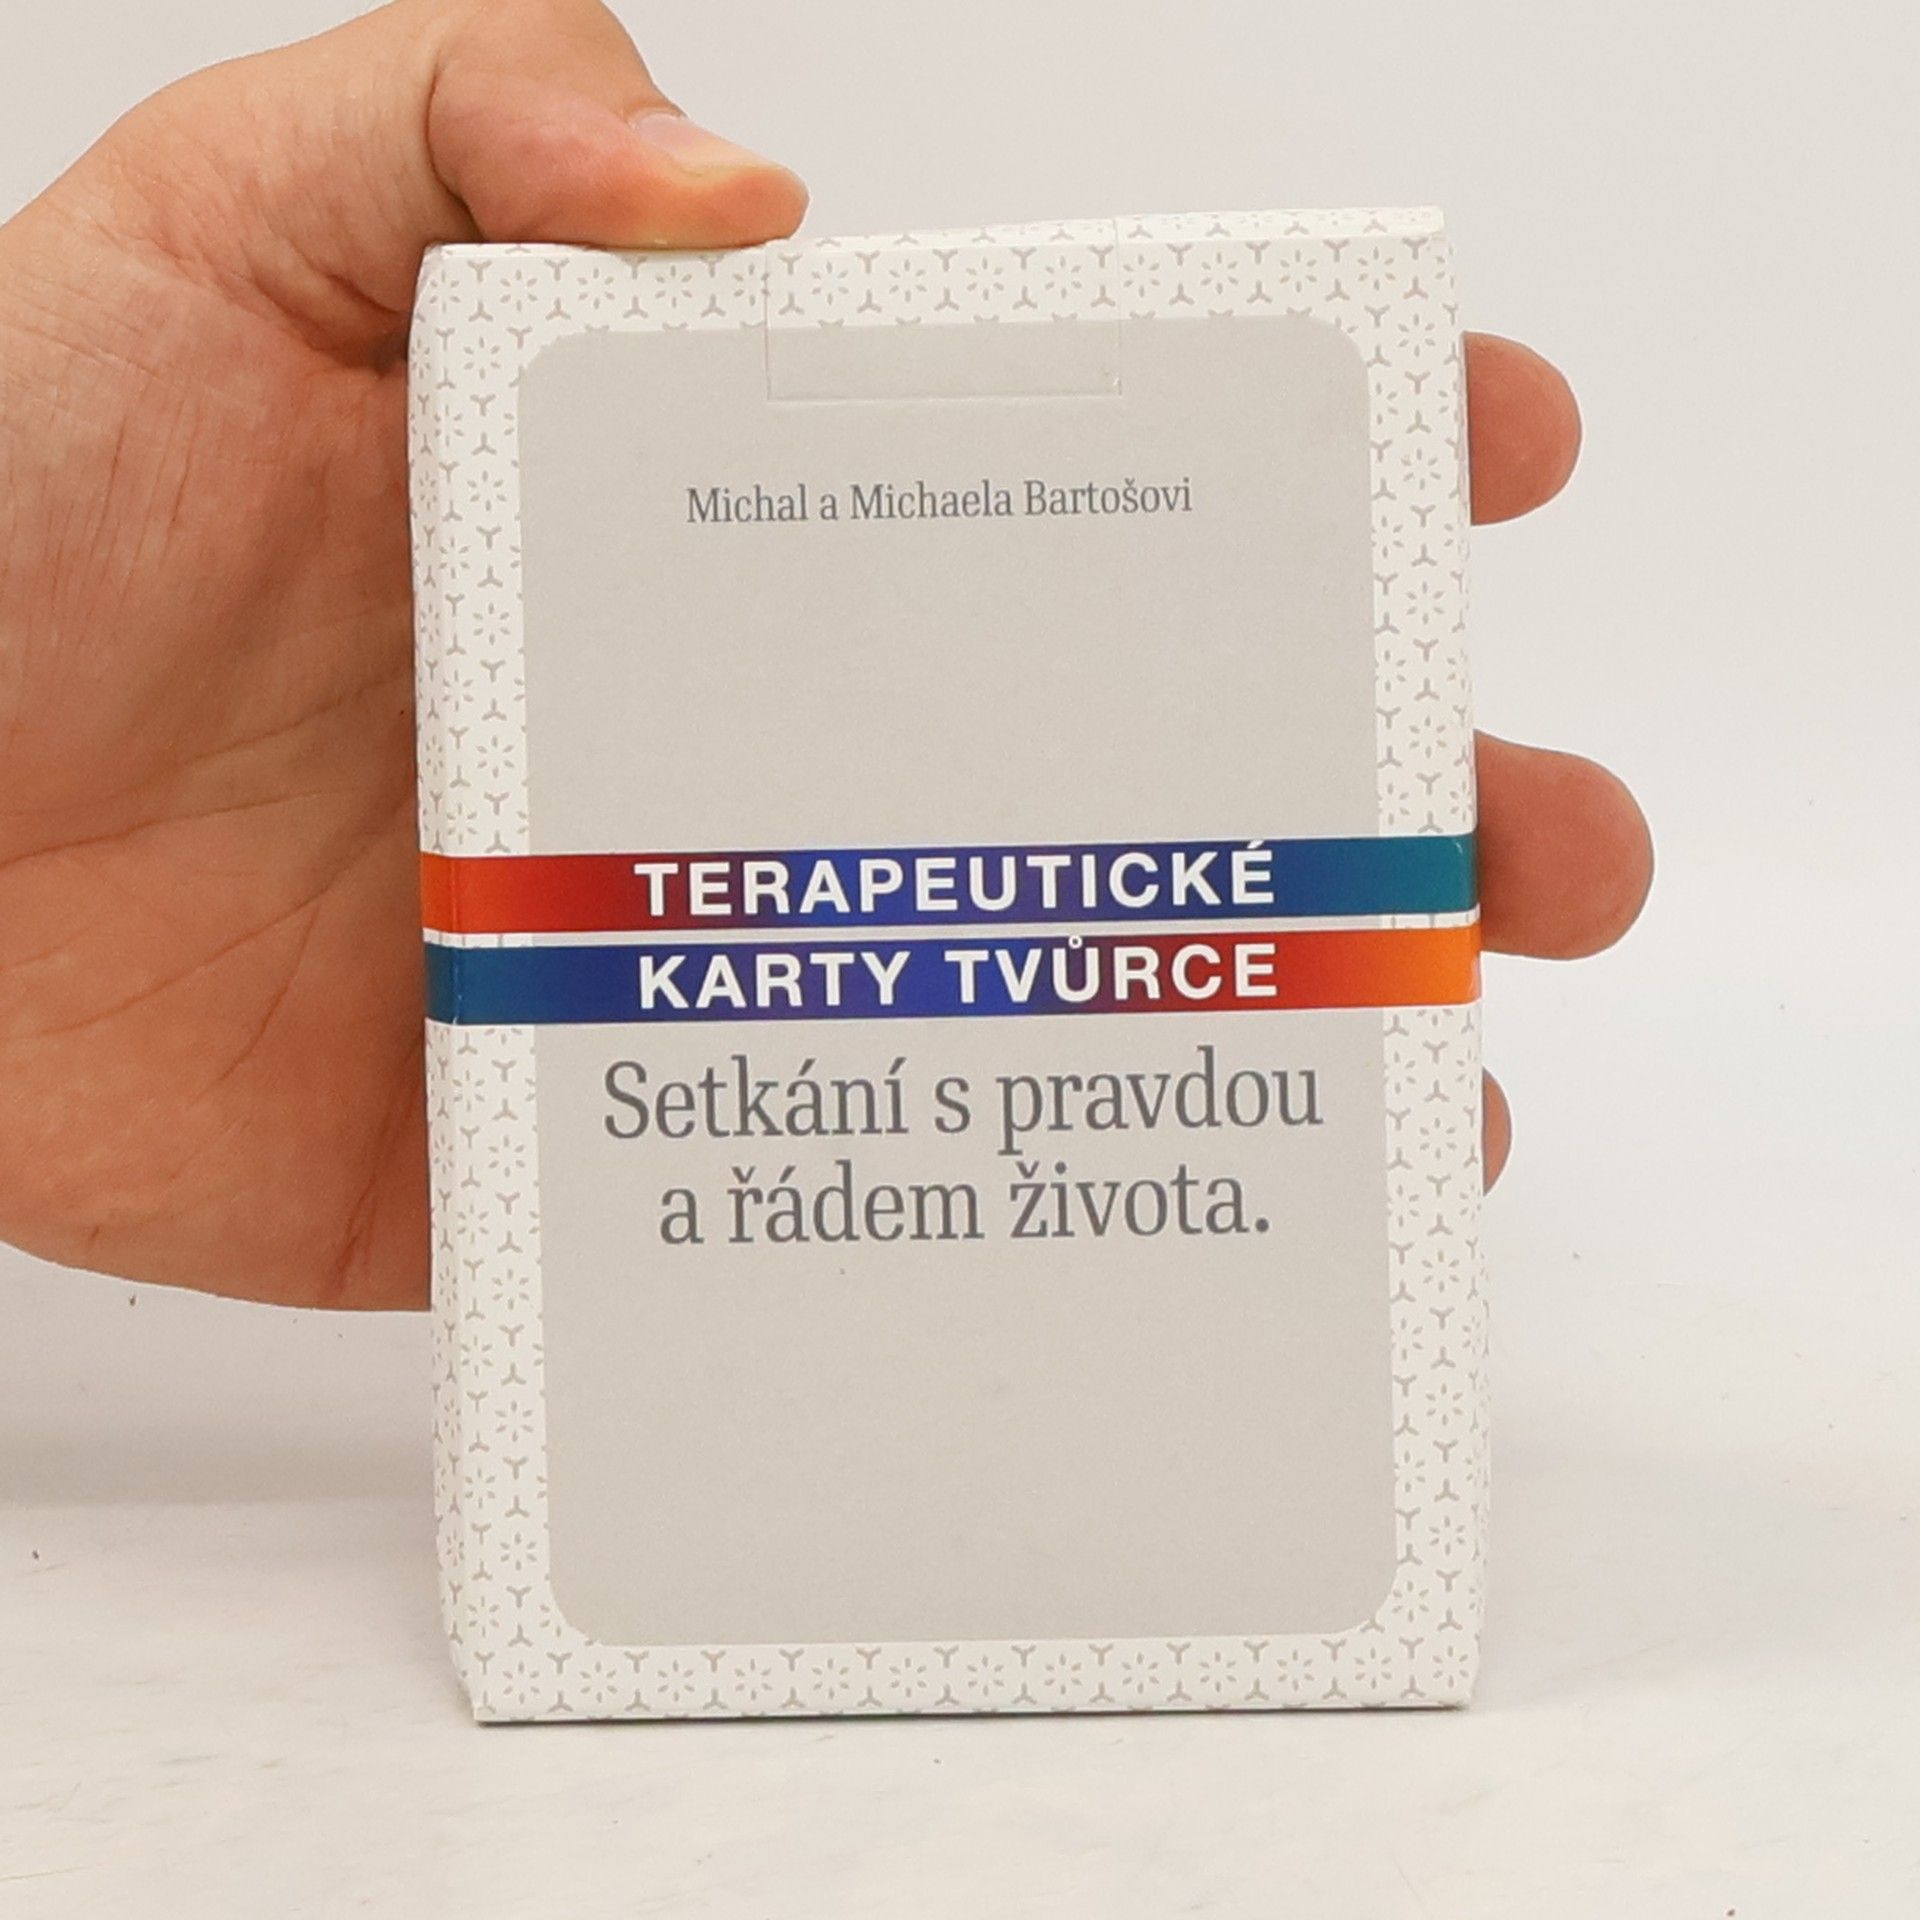 Michal a Michaela Bartošovi
TERAPEUTICKÉ
KARTY TVŮRCE
Setkání s pravdou
a řádem života.